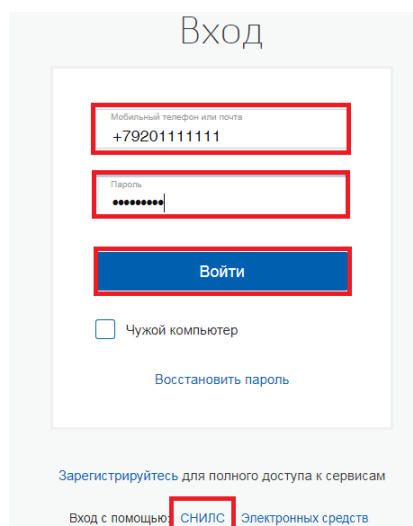 Вход
Мобильный телефон или почта
+79201111111
Пароль
•••••••••
Войти
Чужой компьютер
Восстановить пароль
Зарегистрируйтесь для полного доступа к сервисам
Вход с помощью: СНИЛС Электронных средств